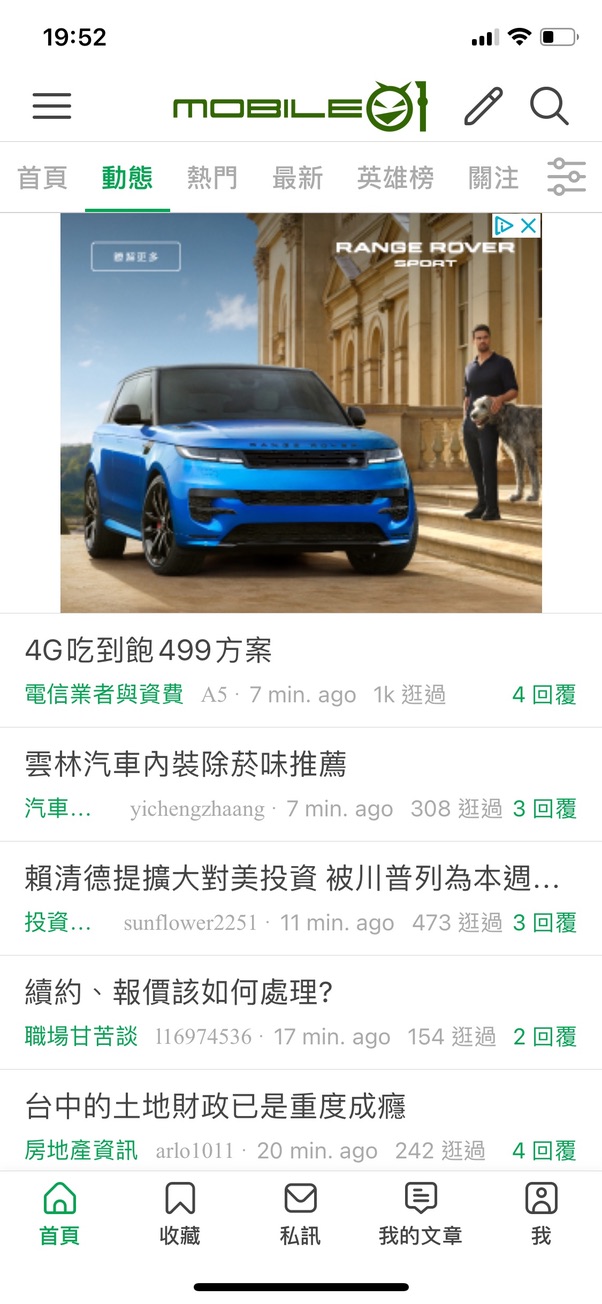 19:52
MOBILE01
首頁 動態 熱門 最新 英雄榜 關注
瞭解更多
RANGE ROVER
SPORT
RANGE ROVER
4G吃到飽499方案
電信業者與資費 A5 · 7 min. ago 1k 逛過 4 回覆
雲林汽車內裝除菸味推薦
汽車... yichengzhaang · 7 min. ago 308 逛過 3 回覆
賴清德提擴大對美投資 被川普列為本週...
投資... sunflower2251 · 11 min. ago 473 逛過 3 回覆
續約、報價該如何處理?
職場甘苦談 l16974536 · 17 min. ago 154 逛過 2 回覆
台中的土地財政已是重度成癮
房地產資訊 arlo1011 · 20 min. ago 242 逛過 4 回覆
首頁 收藏 私訊 我的文章 我